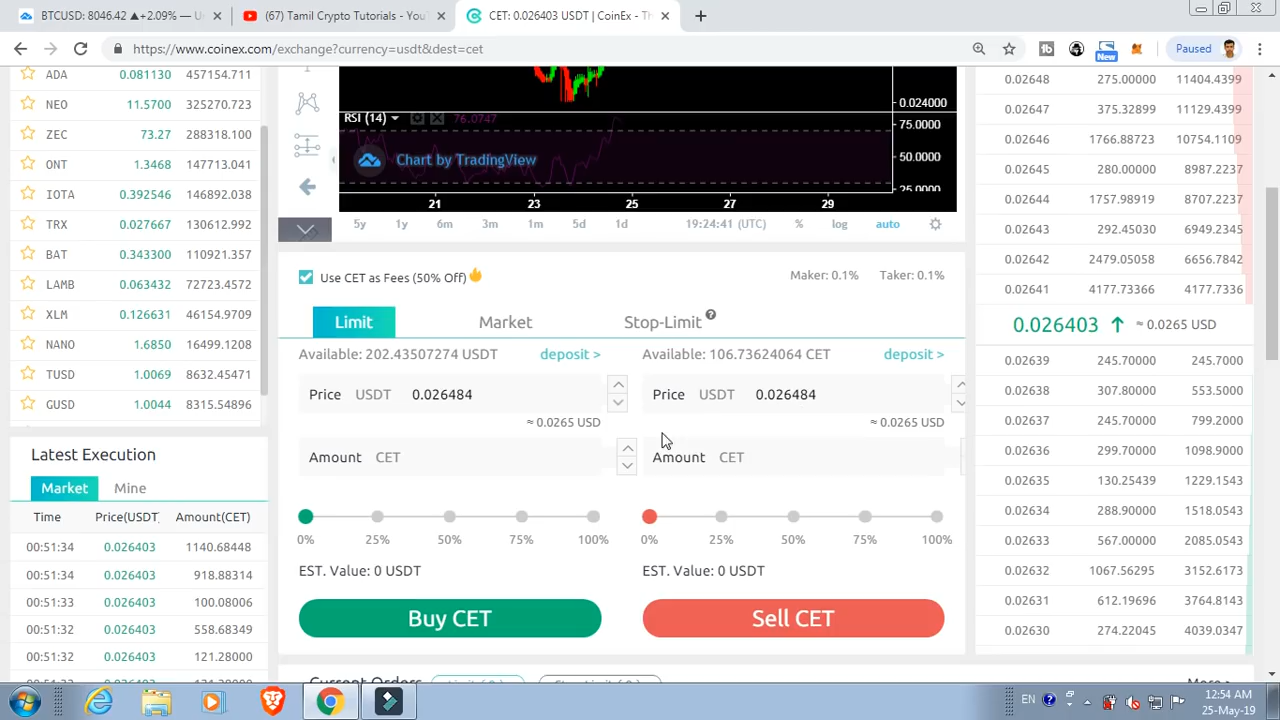 BTCUSD: 8046.42 ▲+2.09% — U
(67) Tamil Crypto Tutorials - You
CET: 0.026403 USDT | CoinEx - Th
https://www.coinex.com/exchange?currency=usdt&dest=cet
New
Paused
ADA 0.081130 457154.711
NEO 11.5700 325270.723
ZEC 73.27 288318.100
ONT 1.3468 147713.041
IOTA 0.392546 146892.038
TRX 0.027667 130612.992
BAT 0.343300 110921.357
LAMB 0.063432 72723.4572
XLM 0.126631 46154.9709
NANO 1.6850 16499.1208
TUSD 1.0069 8632.45471
GUSD 1.0044 8315.54896
Latest Execution
Market Mine
Time Price(USDT Amount(CET)
00:51:34 0.026403 1140.68448
00:51:34 0.026403 918.88314
00:51:33 0.026403 100.08006
00:51:32 0.026403 558.68349
00:51:32 0.026403 121.28000
0.024000
RSI (14) 76.0747
75.0000
Chart by TradingView
50.0000
25.0000
21 23 25 27 29
5y 1y 6m 3m 1m 5d 1d 19:24:41 (UTC) % log auto
Use CET as Fees (50% Off)
Maker: 0.1% Taker: 0.1%
Limit Market Stop-Limit ?
Available: 202.43507274 USDT deposit >
Price USDT 0.026484
≈ 0.0265 USD
Amount CET
0% 25% 50% 75% 100%
EST. Value: 0 USDT
Buy CET
Available: 106.73624064 CET deposit >
Price USDT 0.026484
≈ 0.0265 USD
Amount CET
0% 25% 50% 75% 100%
EST. Value: 0 USDT
Sell CET
0.02648 275.00000 11404.4399
0.02647 375.32899 11129.4399
0.02646 1766.88723 10754.1109
0.02645 280.00000 8987.2237
0.02644 1757.98919 8707.2237
0.02643 292.45030 6949.2345
0.02642 2479.05058 6656.7842
0.02641 4177.73366 4177.7336
0.026403 ↑ ≈ 0.0265 USD
0.02639 245.70000 245.7000
0.02638 307.80000 553.5000
0.02637 245.70000 799.2000
0.02636 299.70000 1098.9000
0.02635 130.25439 1229.1543
0.02634 288.90000 1518.0543
0.02633 567.00000 2085.0543
0.02632 1067.56295 3152.6173
0.02631 612.19696 3764.8143
0.02630 274.22045 4039.0347
Current Orders
EN
12:54 AM
25-May-19